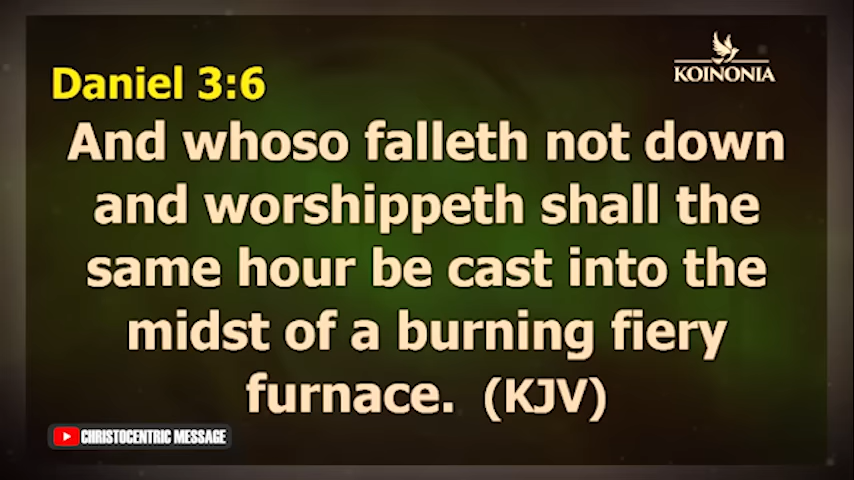 KOINONIA
Daniel 3:6
And whoso falleth not down
and worshippeth shall the
same hour be cast into the
midst of a burning fiery
furnace. (KJV)
CHRISTOCENTRIC MESSAGE